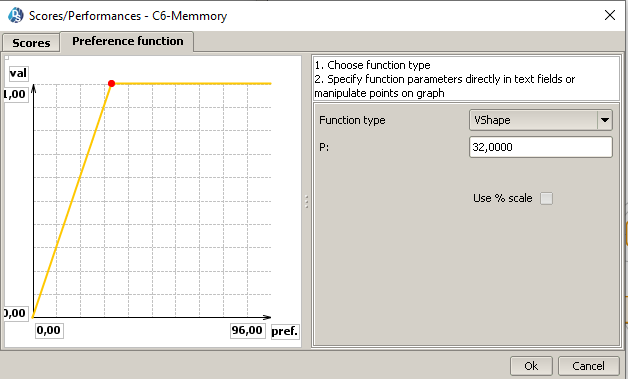 Scores/Performances - C6-Memmory
Scores
Preference function
val
1,00
0,00
0,00
96,00
pref.
1. Choose function type
2. Specify function parameters directly in text fields or
manipulate points on graph
Function type
VShape
P:
32,0000
Use % scale
Ok
Cancel